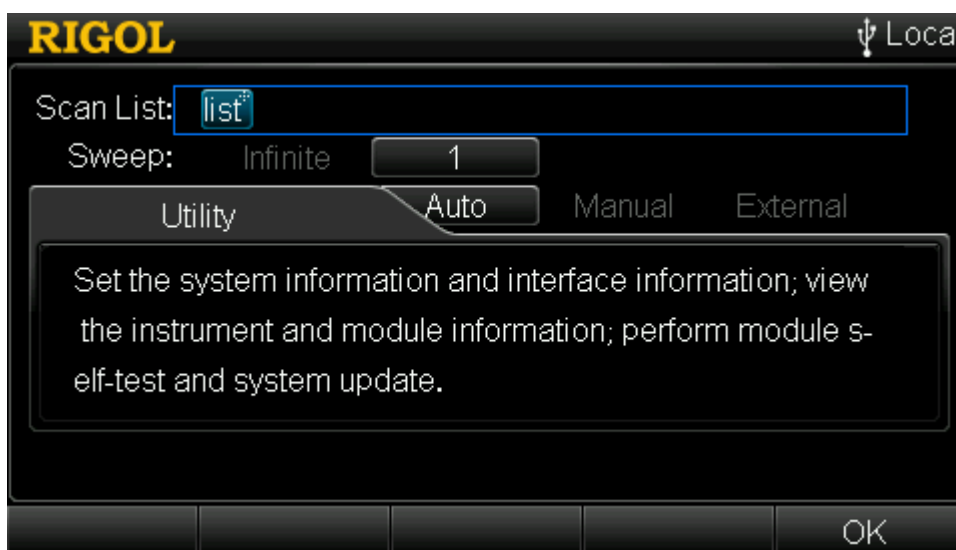 RIGOL Loca
Scan List: list
Sweep: Infinite 1
Utility Auto Manual External
Set the system information and interface information; view
the instrument and module information; perform module s-
elf-test and system update.
OK